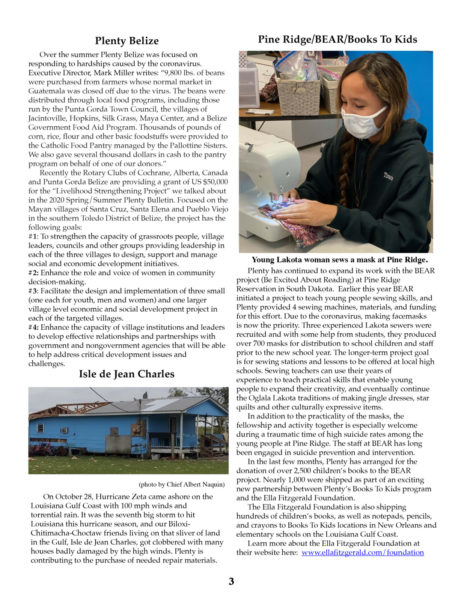 Plenty Belize
Over the summer Plenty Belize was focused on
responding to hardships caused by the coronavirus.
Executive Director, Mark Miller writes: "9,800 lbs. of beans
were purchased from farmers whose normal market in
Guatemala was closed off due to the virus. The beans were
distributed through local food programs, including those
run by the Punta Gorda Town Council, the villages of
Jacintoville, Hopkins, Silk Grass, Maya Center, and a Belize
Government Food Aid Program. Thousands of pounds of
corn, rice, flour and other basic foodstuffs were provided to
the Catholic Food Pantry managed by the Pallottine Sisters.
We also gave several thousand dollars in cash to the pantry
program on behalf of one of our donors."
Recently the Rotary Clubs of Cochrane, Alberta, Canada
and Punta Gorda Belize are providing a grant of US $50,000
for the "Livelihood Strengthening Project" we talked about
in the 2020 Spring/Summer Plenty Bulletin. Focused on the
Mayan villages of Santa Cruz, Santa Elena and Pueblo Viejo
in the southern Toledo District of Belize, the project has the
following goals:
#1: To strengthen the capacity of grassroots people, village
leaders, councils and other groups providing leadership in
each of the three villages to design, support and manage
social and economic development initiatives.
#2: Enhance the role and voice of women in community
decision-making.
#3: Facilitate the design and implementation of three small
(one each for youth, men and women) and one larger
village level economic and social development project in
each of the targeted villages.
#4: Enhance the capacity of village institutions and leaders
to develop effective relationships and partnerships with
government and nongovernment agencies that will be able
to help address critical development issues and
challenges.
Isle de Jean Charles
(photo by Chief Albert Naquin)
On October 28, Hurricane Zeta came ashore on the
Louisiana Gulf Coast with 100 mph winds and
torrential rain. It was the seventh big storm to hit
Louisiana this hurricane season, and our Biloxi-
Chitimacha-Choctaw friends living on that sliver of land
in the Gulf, Isle de Jean Charles, got clobbered with many
houses badly damaged by the high winds. Plenty is
contributing to the purchase of needed repair materials.
Pine Ridge/BEAR/Books To Kids
Young Lakota woman sews a mask at Pine Ridge.
Plenty has continued to expand its work with the BEAR
project (Be Excited About Reading) at Pine Ridge
Reservation in South Dakota. Earlier this year BEAR
initiated a project to teach young people sewing skills, and
Plenty provided 4 sewing machines, materials, and funding
for this effort. Due to the coronavirus, making facemasks
is now the priority. Three experienced Lakota sewers were
recruited and with some help from students, they produced
over 700 masks for distribution to school children and staff
prior to the new school year. The longer-term project goal
is for sewing stations and lessons to be offered at local high
schools. Sewing teachers can use their years of
experience to teach practical skills that enable young
people to expand their creativity, and eventually continue
the Oglala Lakota traditions of making jingle dresses, star
quilts and other culturally expressive items.
In addition to the practicality of the masks, the
fellowship and activity together is especially welcome
during a traumatic time of high suicide rates among the
young people at Pine Ridge. The staff at BEAR has long
been engaged in suicide prevention and intervention.
In the last few months, Plenty has arranged for the
donation of over 2,500 children's books to the BEAR
project. Nearly 1,000 were shipped as part of an exciting
new partnership between Plenty's Books To Kids program
and the Ella Fitzgerald Foundation.
The Ella Fitzgerald Foundation is also shipping
hundreds of children's books, as well as notepads, pencils,
and crayons to Books To Kids locations in New Orleans and
elementary schools on the Louisiana Gulf Coast.
Learn more about the Ella Fitzgerald Foundation at
their website here: www.ellafitzgerald.com/foundation
3